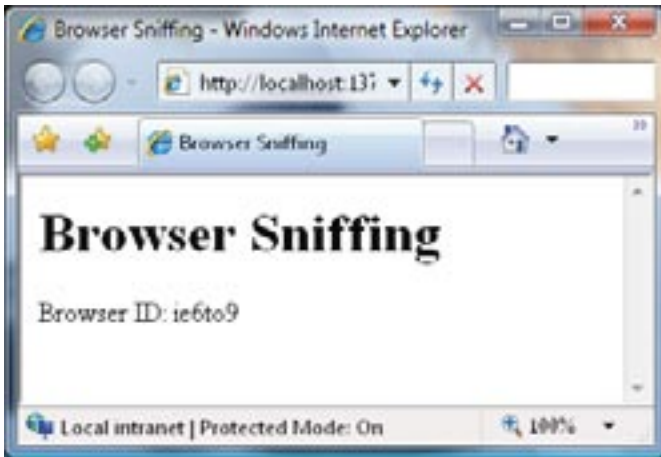 Browser Sniffing - Windows Internet Explorer
http://localhost:137
Browser Sniffing
Browser Sniffing
Browser ID: ie6to9
Local intranet | Protected Mode: On
100%